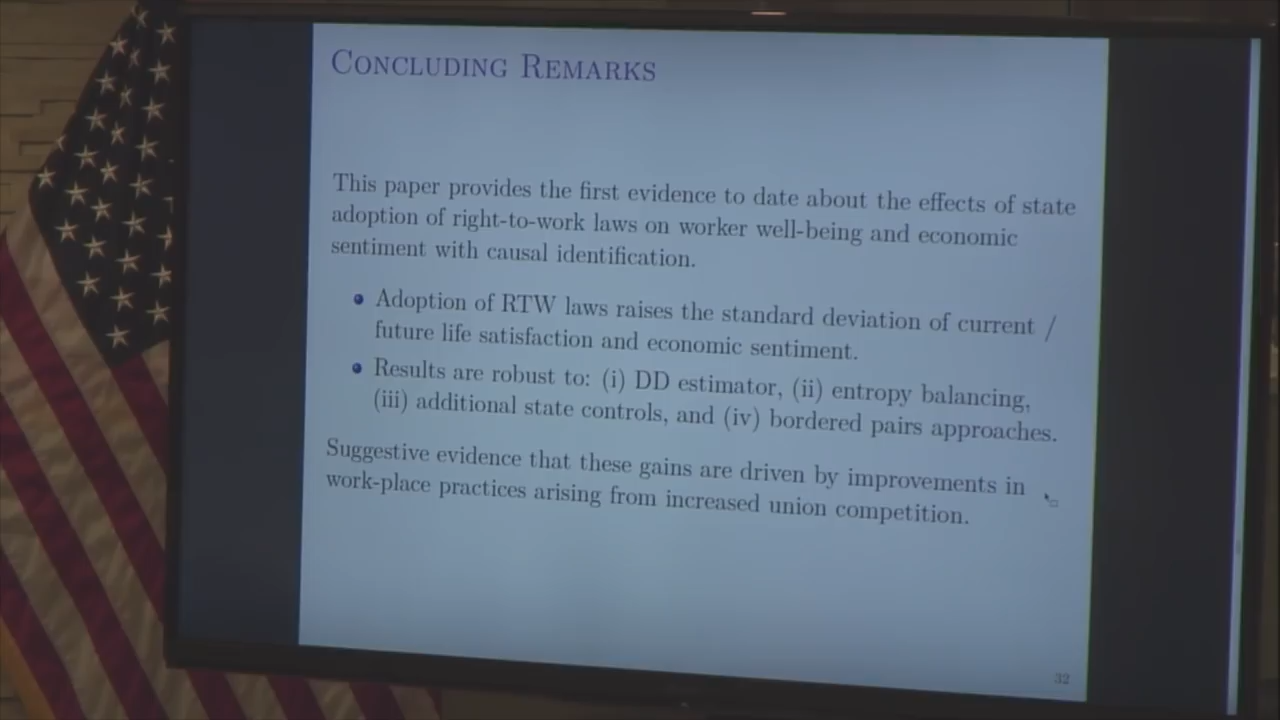 CONCLUDING REMARKS
This paper provides the first evidence to date about the effects of state
adoption of right-to-work laws on worker well-being and economic
sentiment with causal identification.
Adoption of RTW laws raises the standard deviation of current /
future life satisfaction and economic sentiment.
Results are robust to: (i) DD estimator, (ii) entropy balancing,
(iii) additional state controls, and (iv) bordered pairs approaches.
Suggestive evidence that these gains are driven by improvements in
work-place practices arising from increased union competition.
32